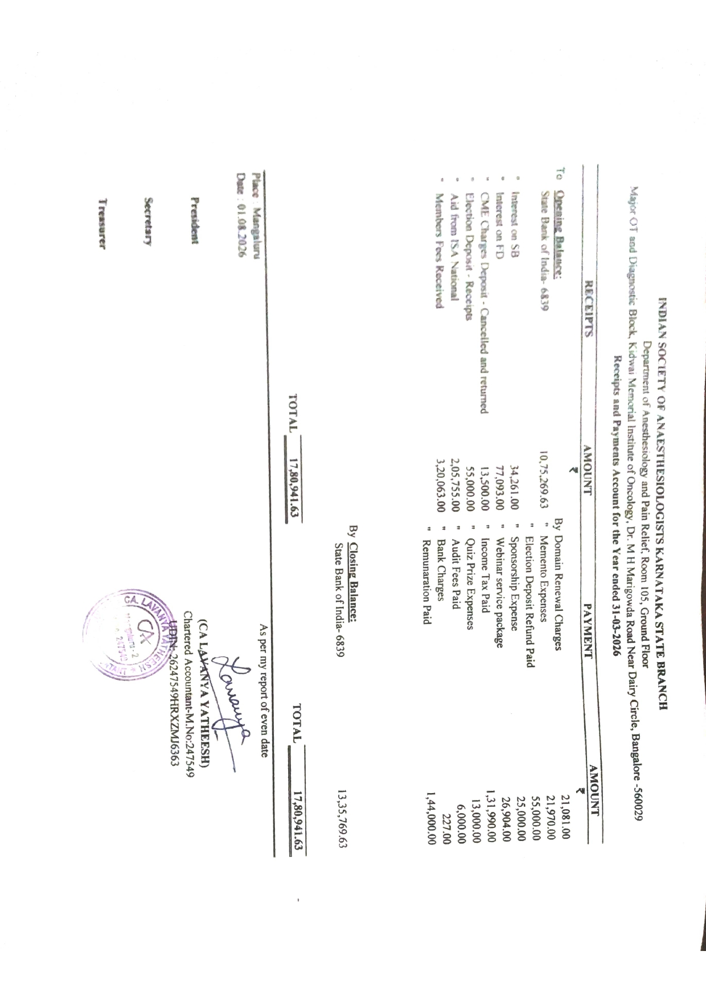 INDIAN SOCIETY OF ANAESTHESIOLOGISTS KARNATAKA STATE BRANCH
Department of Anesthesiology and Pain Relief, Room 105, Ground Floor
Major OT and Diagnostic Block, Kidwai Memorial Institute of Oncology, Dr. M H Marigowda Road Near Dairy Circle, Bangalore -560029
Receipts and Payments Account for the Year ended 31-03-2026
RECEIPTS AMOUNT PAYMENT AMOUNT
₹ ₹
To Opening Balance: By Domain Renewal Charges 21,081.00
State Bank of India- 6839 10,75,269.63 " Memento Expenses 21,970.00
" Election Deposit Refund Paid 55,000.00
" Interest on SB 34,261.00 " Sponsorship Expense 25,000.00
" Interest on FD 77,093.00 " Webinar service package 26,904.00
" CME Charges Deposit - Cancelled and returned 13,500.00 " Income Tax Paid 1,31,990.00
" Election Deposit - Receipts 55,000.00 " Quiz Prize Expenses 13,000.00
" Aid from ISA National 2,05,755.00 " Audit Fees Paid 6,000.00
" Members Fees Received 3,20,063.00 " Bank Charges 227.00
" Remunaration Paid 1,44,000.00
By Closing Balance:
State Bank of India- 6839 13,35,769.63
TOTAL 17,80,941.63 TOTAL 17,80,941.63
Place : Mangaluru As per my report of even date
Date : 01.08.2026
Lavanya
President (CA LAVANYA YATHEESH)
Chartered Accountant-M.No:247549
UDIN-26247549HRXZMJ6363
Secretary
Treasurer
CA. LAVANYA YATHEESH
CA
Mangaluru - 2
247549